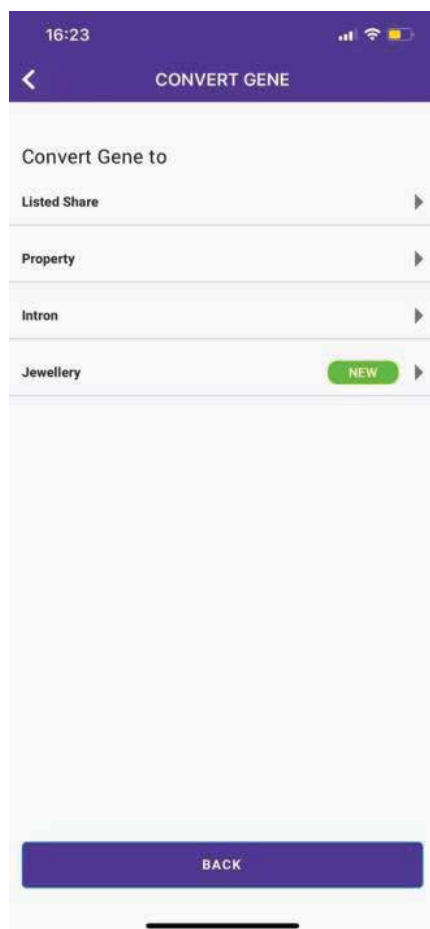 16:23
CONVERT GENE
Convert Gene to
Listed Share
Property
Intron
Jewellery NEW
BACK